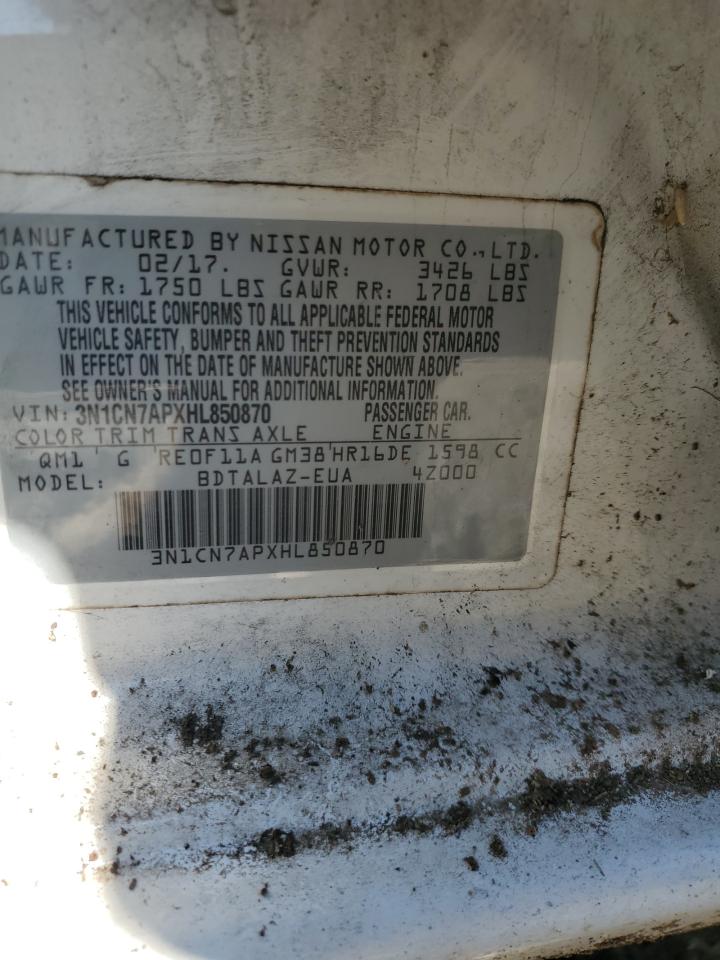 MANUFACTURED BY NISSAN MOTOR CO., LTD.
DATE: 02/17. GVWR: 3426 LBS
GAWR FR: 1750 LBS GAWR RR: 1708 LBS
THIS VEHICLE CONFORMS TO ALL APPLICABLE FEDERAL MOTOR
VEHICLE SAFETY, BUMPER AND THEFT PREVENTION STANDARDS
IN EFFECT ON THE DATE OF MANUFACTURE SHOWN ABOVE.
SEE OWNER'S MANUAL FOR ADDITIONAL INFORMATION.
VIN: 3N1CN7APXHL850870 PASSENGER CAR.
COLOR TRIM TRANS AXLE ENGINE
QM1 G RE0F11A GM38 HR16DE 1598 CC
MODEL: BDTALAZ-EUA 4Z000
3N1CN7APXHL850870